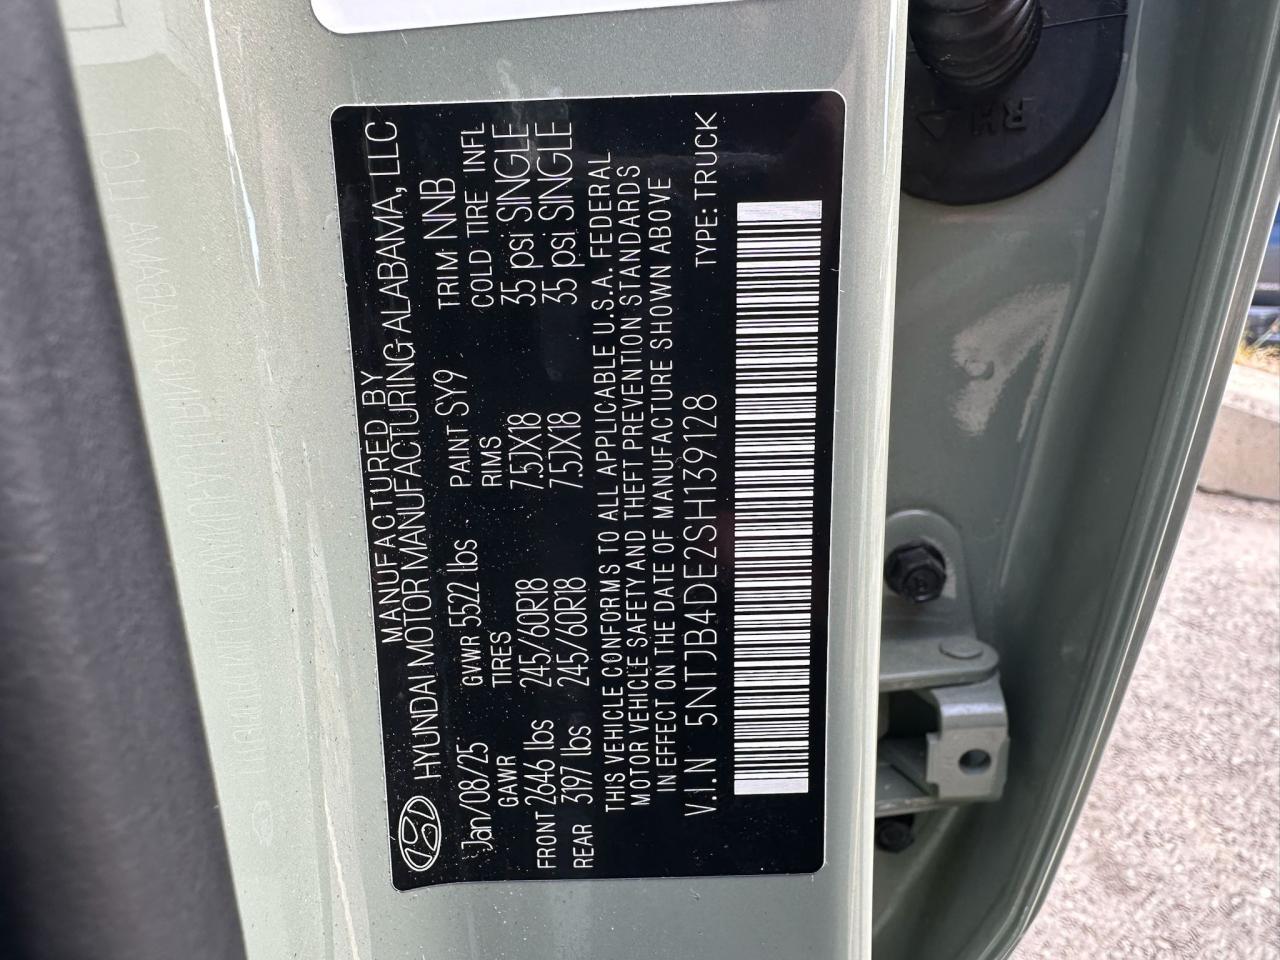 MANUFACTURED BY
HYUNDAI MOTOR MANUFACTURING ALABAMA, LLC
Jan/08/25 GVWR 5522 lbs PAINT SY9 TRIM NNB
GAWR TIRES RIMS COLD TIRE INFL
FRONT 2646 lbs 245/60R18 7.5JX18 35 psi SINGLE
REAR 3197 lbs 245/60R18 7.5JX18 35 psi SINGLE
THIS VEHICLE CONFORMS TO ALL APPLICABLE U.S.A. FEDERAL
MOTOR VEHICLE SAFETY AND THEFT PREVENTION STANDARDS
IN EFFECT ON THE DATE OF MANUFACTURE SHOWN ABOVE
V.I.N 5NTJB4DE2SH139128 TYPE: TRUCK
RH